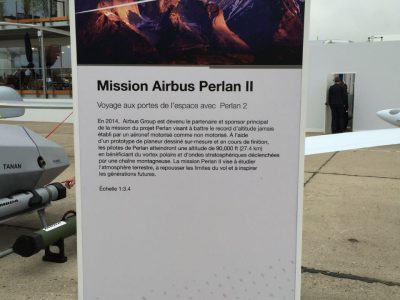 Mission Airbus Perlan II
Voyage aux portes de l'espace avec Perlan 2
En 2014, Airbus Group est devenu le partenaire et sponsor principal
de la mission du projet Perlan visant à battre le record d'altitude jamais
établi par un aéronef motorisé comme non motorisé. À l'aide
d'un prototype de planeur dessiné sur-mesure et en cours de finition,
les pilotes de Perlan atteindront une altitude de 90,000 ft (27,4 km)
en bénéficiant du vortex polaire et d'ondes stratosphériques déclenchées
par une chaîne montagneuse. La mission Perlan II vise à étudier
l'atmosphère terrestre, à repousser les limites du vol et à inspirer
les générations futures.
Échelle 1:3.4
TANAN